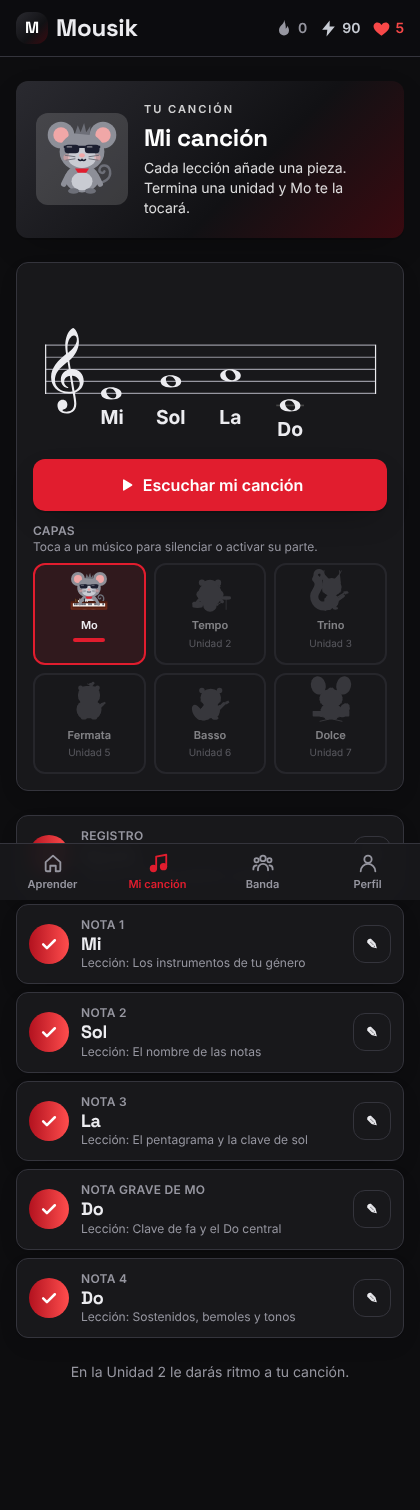 M Mousik 0 90 5
TU CANCIÓN
Mi canción
Cada lección añade una pieza.
Termina una unidad y Mo te la
tocará.
Mi Sol La Do
Escuchar mi canción
CAPAS
Toca a un músico para silenciar o activar su parte.
Mo Tempo Trino
Unidad 2 Unidad 3
Fermata Basso Dolce
Unidad 5 Unidad 6 Unidad 7
REGISTRO
Aprender Mi canción Banda Perfil
NOTA 1
Mi
Lección: Los instrumentos de tu género
NOTA 2
Sol
Lección: El nombre de las notas
NOTA 3
La
Lección: El pentagrama y la clave de sol
NOTA GRAVE DE MO
Do
Lección: Clave de fa y el Do central
NOTA 4
Do
Lección: Sostenidos, bemoles y tonos
En la Unidad 2 le darás ritmo a tu canción.